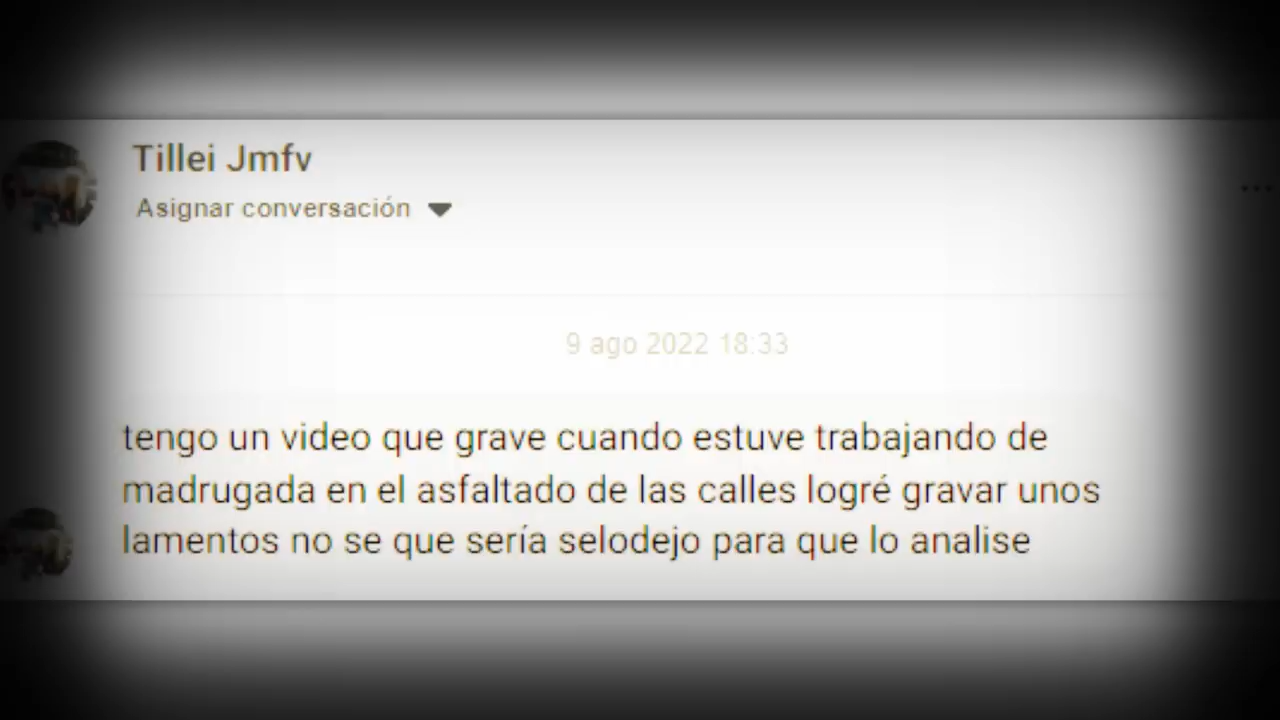 Tillei Jmfv
Asignar conversación
9 ago 2022 18:33
tengo un video que grave cuando estuve trabajando de
madrugada en el asfaltado de las calles logré gravar unos
lamentos no se que sería selodejo para que lo analise